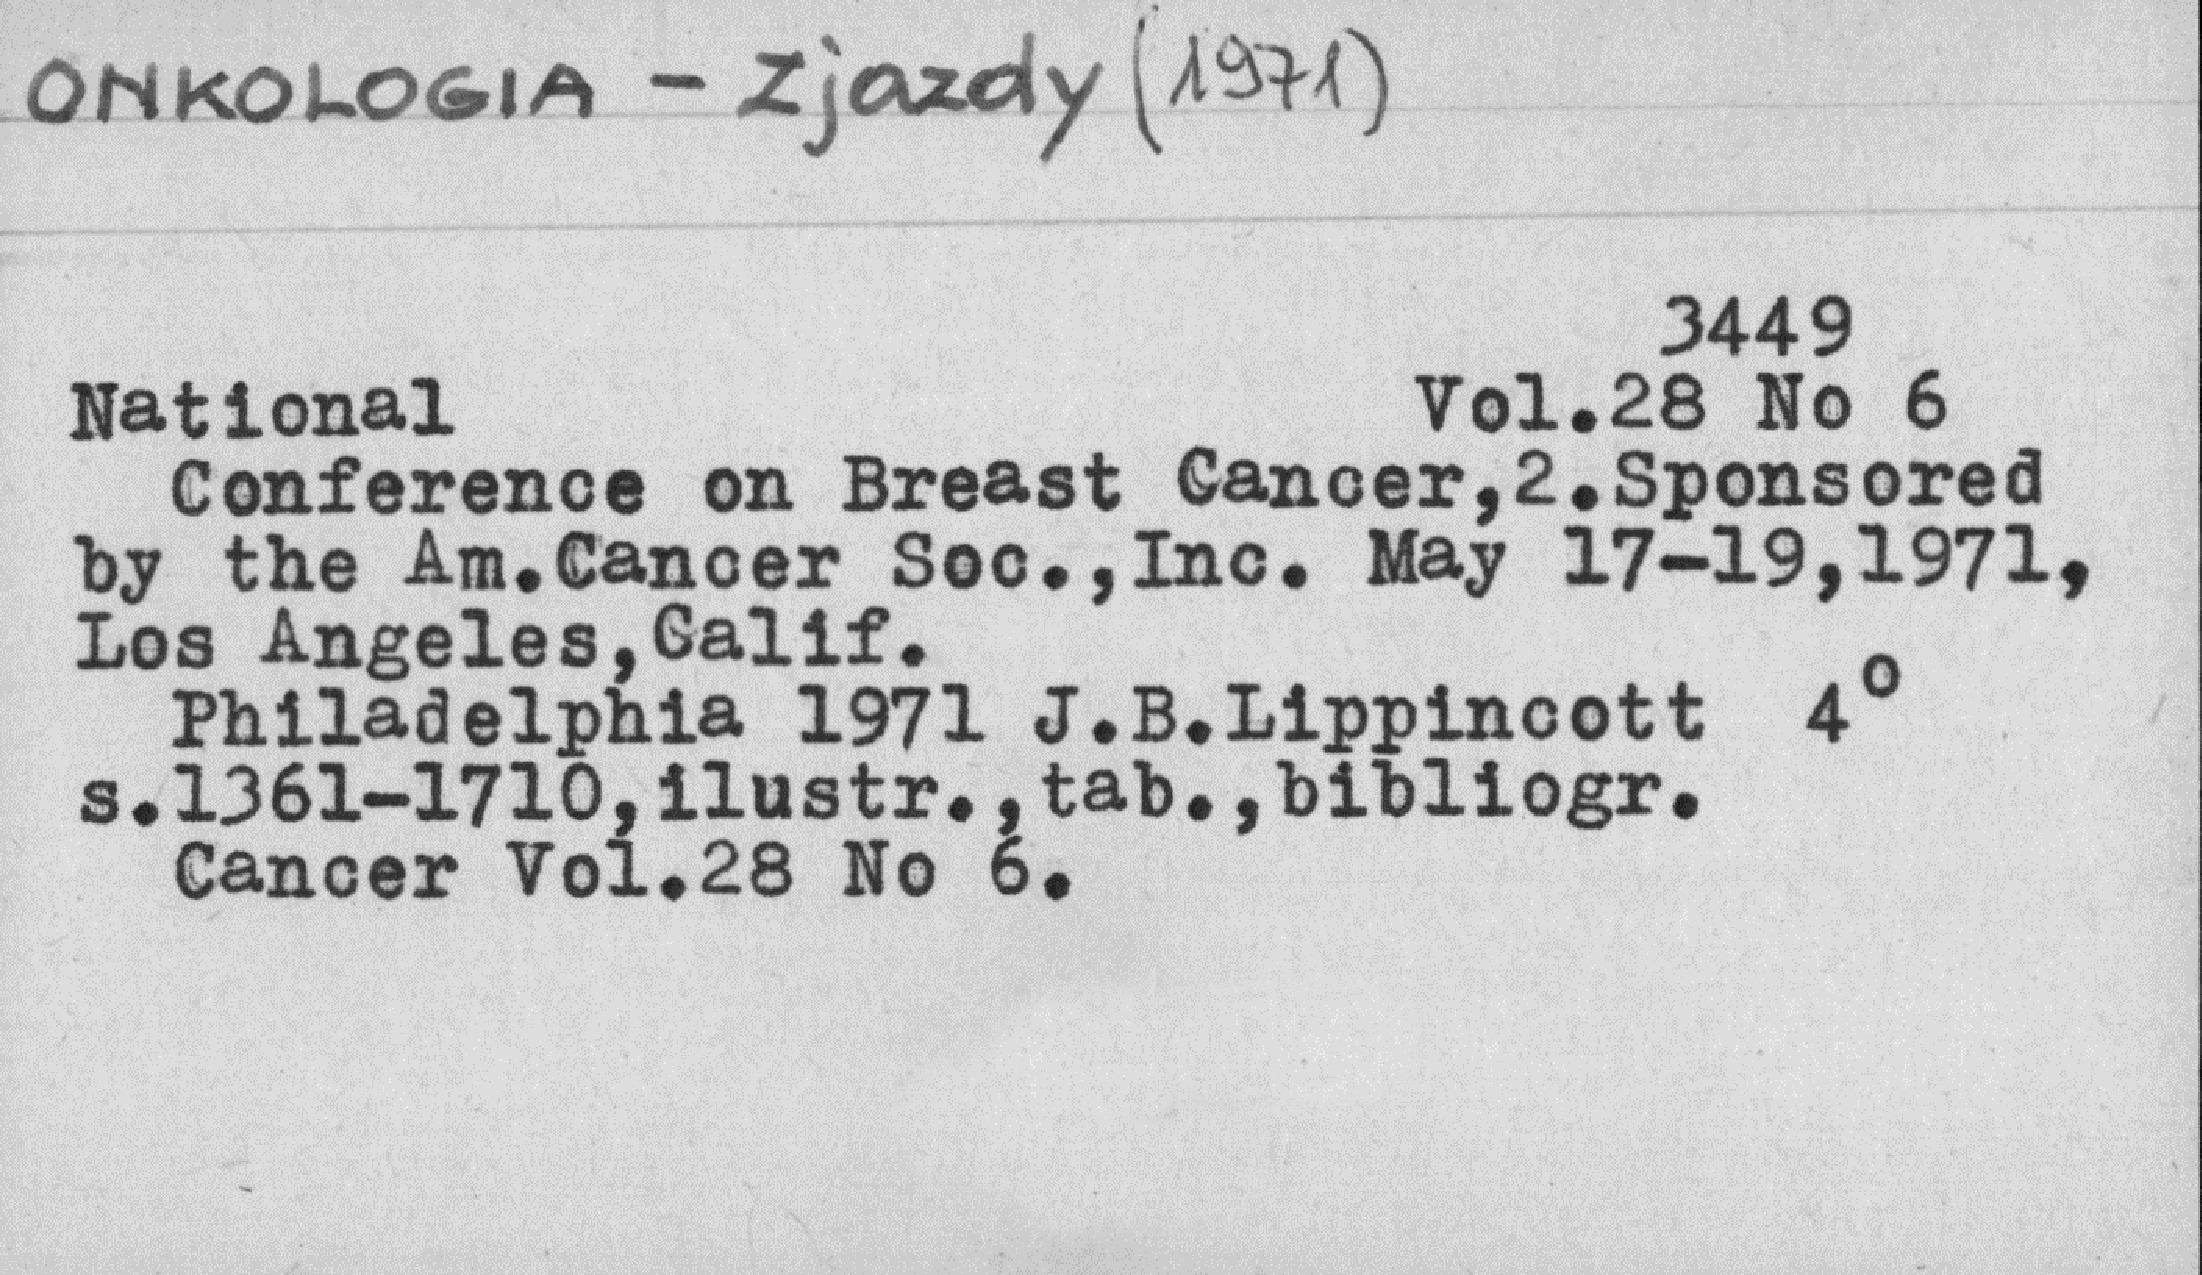 ONKOLOGIA - Zjazdy (1971)
3449
National Vol.28 No 6
Conference on Breast Cancer,2.Sponsored
by the Am.Cancer Soc.,Inc. May 17-19,1971,
Los Angeles,Calif.
Philadelphia 1971 J.B.Lippincott 4°
s.1361-1710,ilustr.,tab.,bibliogr.
Cancer Vol.28 No 6.